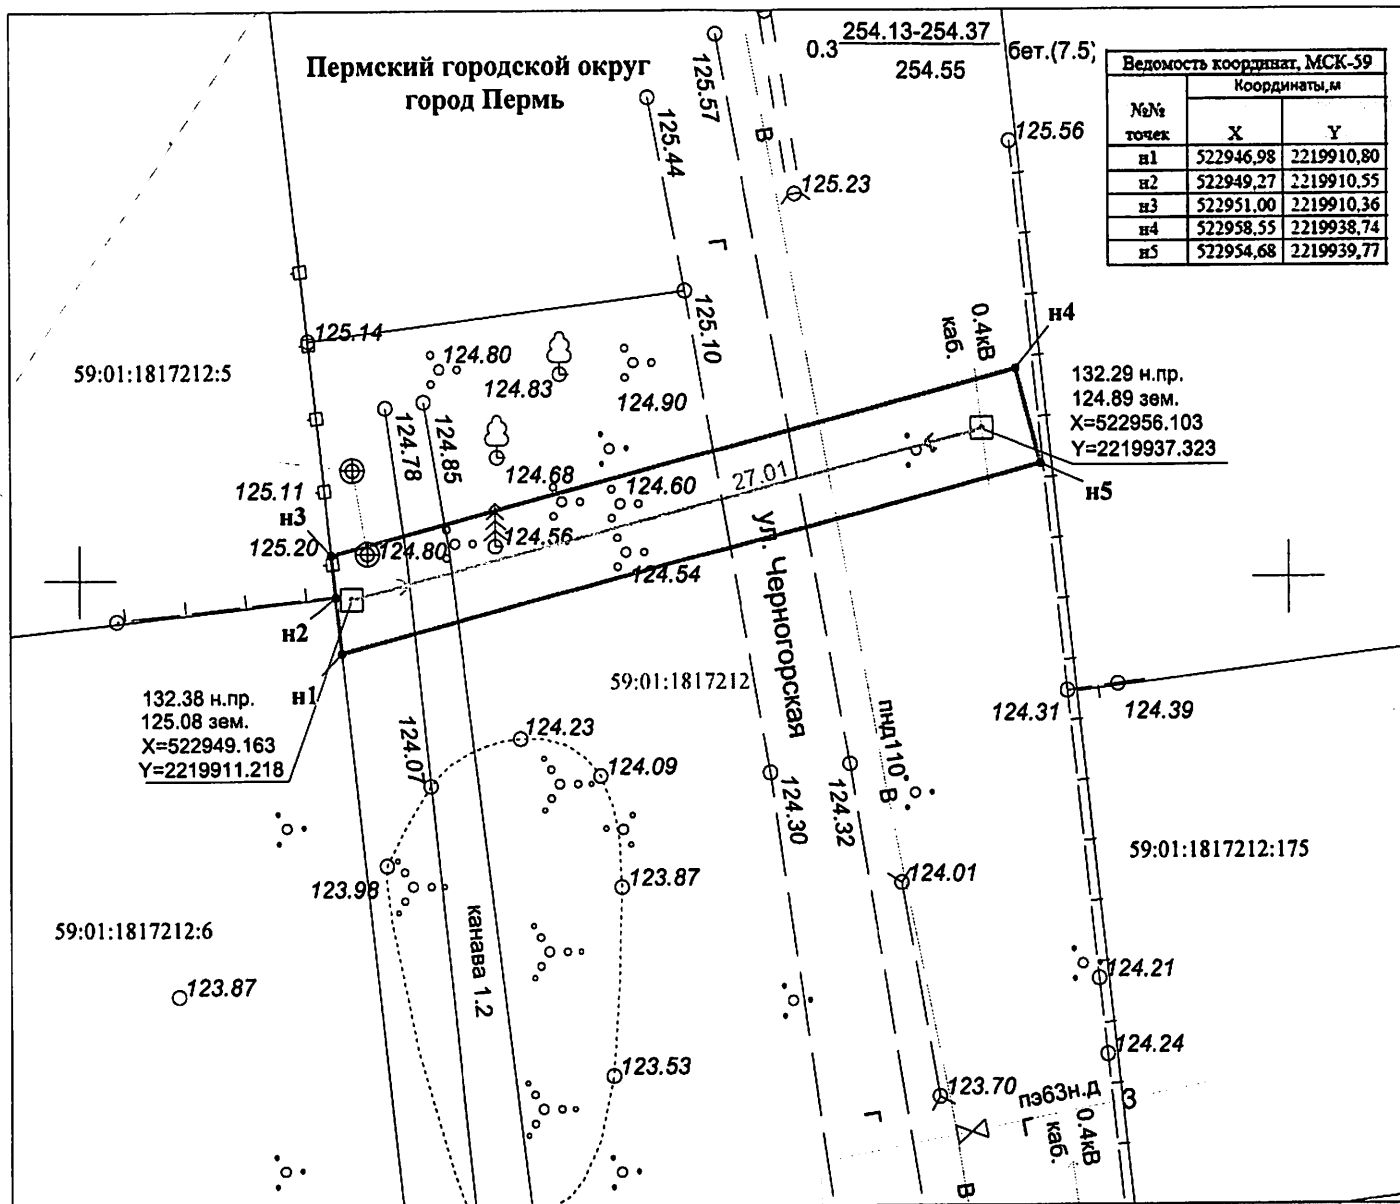 Пермский городской округ
город Пермь
0.3 254.13-254.37 бет.(7.5)
254.55
Ведомость координат, МСК-59
№№ точек
Координаты,м
X Y
н1 522946,98 2219910,80
н2 522949,27 2219910,55
н3 522951,00 2219910,36
н4 522958,55 2219938,74
н5 522954,68 2219939,77
125.57
125.44
В
125.56
125.23
Г
125.10
125.14
0.4кВ
каб.
н4
59:01:1817212:5
124.80
124.83
124.90
132.29 н.пр.
124.89 зем.
X=522956.103
Y=2219937.323
124.78
124.85
124.68
124.60
27.01
125.11
н3
125.20
124.80
124.56
124.54
н5
ул. Черногорская
н2
н1
132.38 н.пр.
125.08 зем.
X=522949.163
Y=2219911.218
59:01:1817212
124.31
124.39
пнд110
В
124.07
124.23
124.09
124.30
124.32
59:01:1817212:175
123.98
123.87
124.01
59:01:1817212:6
канава 1.2
124.21
123.87
124.24
123.53
123.70
пэ63н.д
3
Г
Г
0.4кВ
каб.
В